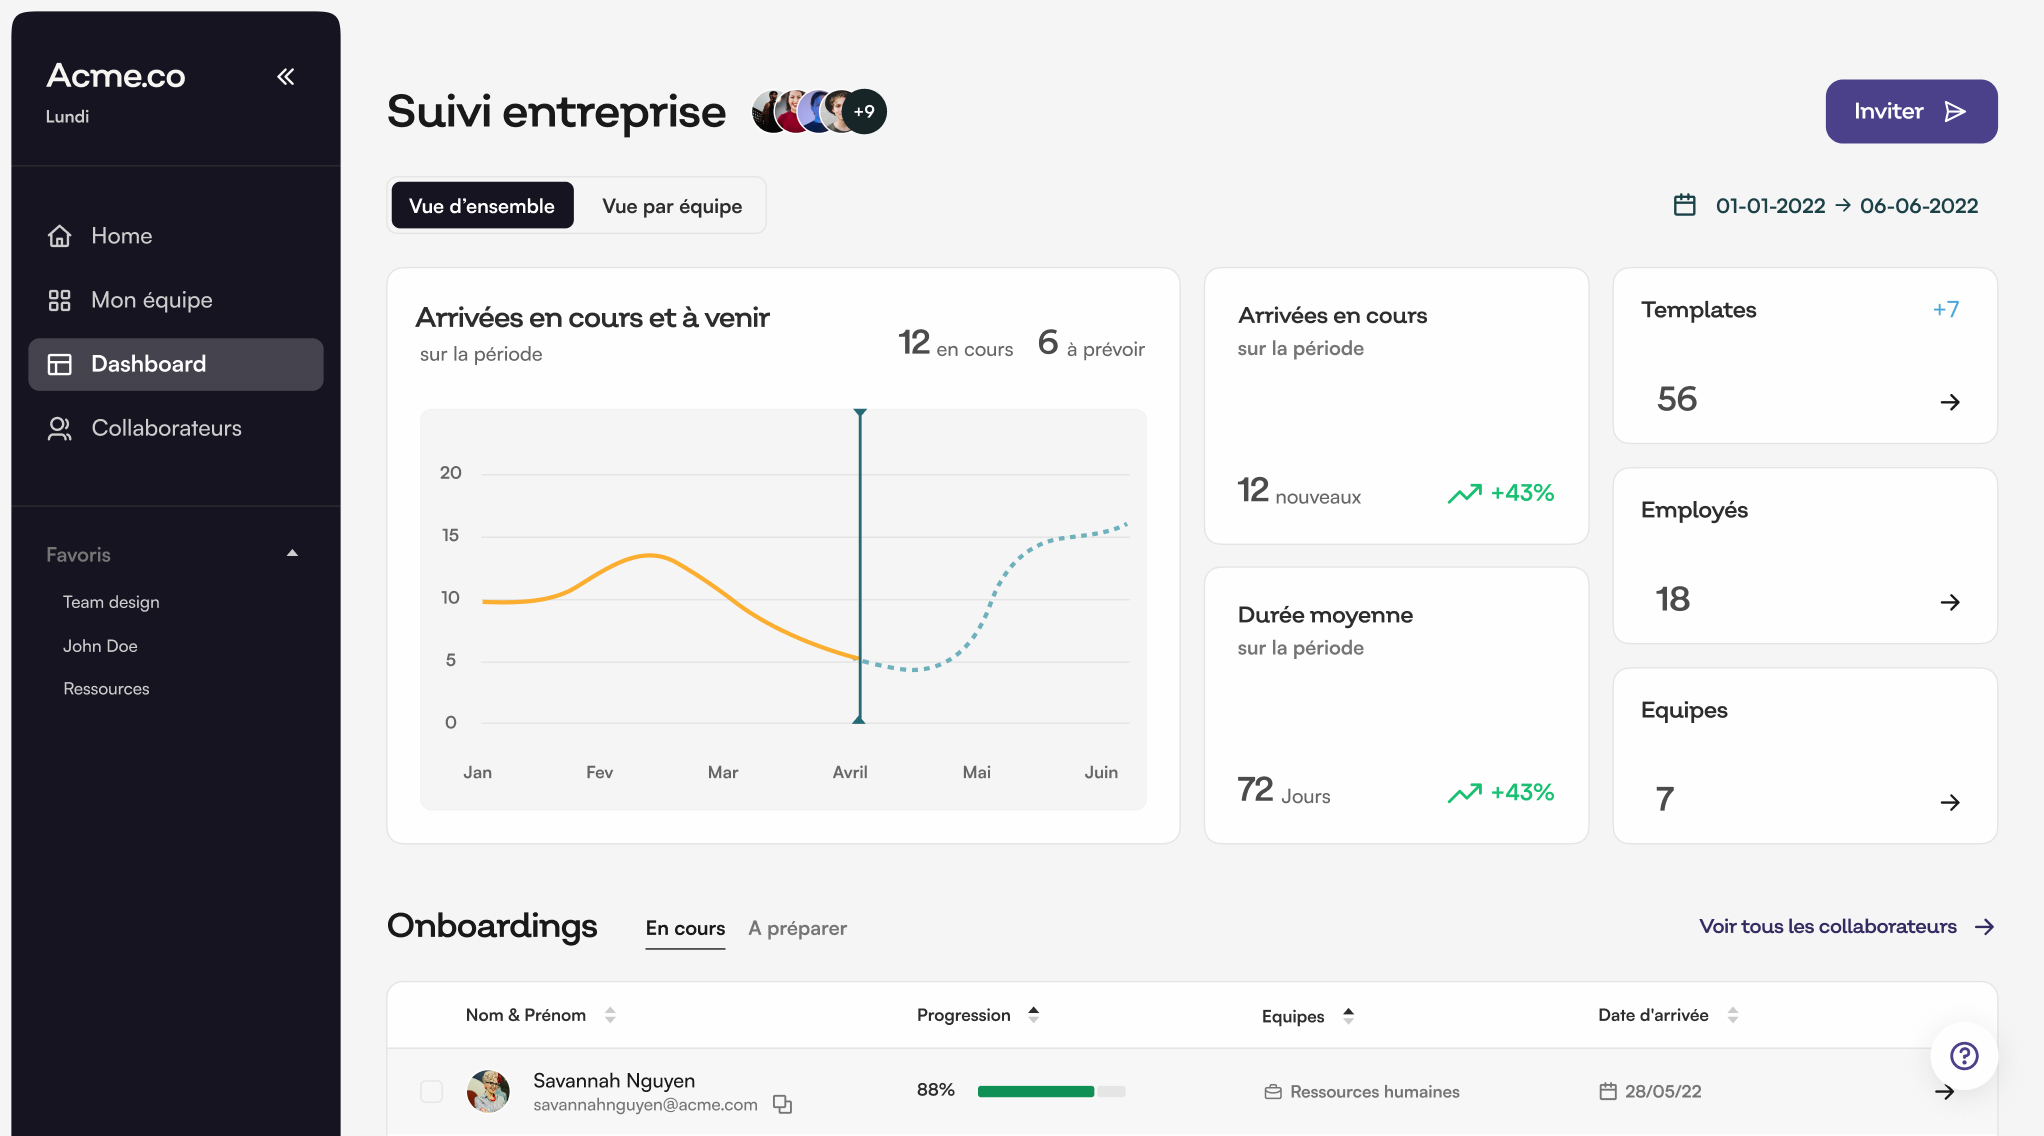 Acme.co
Lundi
Home
Mon équipe
Dashboard
Collaborateurs
Favoris
Team design
John Doe
Ressources
Suivi entreprise
+9
Inviter
Vue d’ensemble
Vue par équipe
01-01-2022 → 06-06-2022
Arrivées en cours et à venir
sur la période
12 en cours
6 à prévoir
20
15
10
5
0
Jan
Fev
Mar
Avril
Mai
Juin
Arrivées en cours
sur la période
12 nouveaux
+43%
Durée moyenne
sur la période
72 Jours
+43%
Templates
+7
56
Employés
18
Equipes
7
Onboardings
En cours
A préparer
Voir tous les collaborateurs
Nom & Prénom
Progression
Equipes
Date d'arrivée
Savannah Nguyen
savannahnguyen@acme.com
88%
Ressources humaines
28/05/22